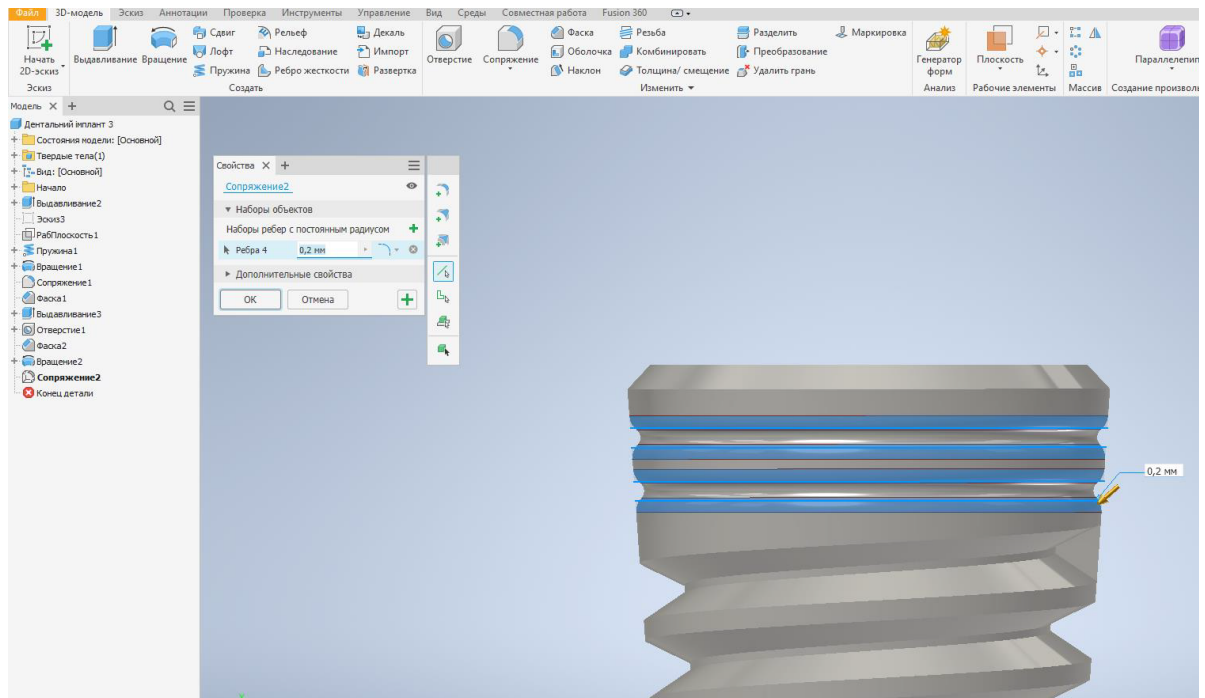 Файл 3D-модель Эскиз Аннотации Проверка Инструменты Управление Вид Среды Совместная работа Fusion 360
Сдвиг Рельеф Декаль Фаска Резьба Разделить Маркировка
Начать 2D-эскиз Выдавливание Вращение Лофт Наследование Импорт Отверстие Сопряжение Оболочка Комбинировать Преобразование Генератор форм Плоскость Параллелепип
Пружина Ребро жесткости Развертка Наклон Толщина/ смещение Удалить грань
Эскиз Создать Изменить Анализ Рабочие элементы Массив Создание произволь
Модель X +
Дентальний імплант 3
Состояния модели: [Основной]
Твердые тела(1)
Вид: [Основной]
Начало
Выдавливание2
Эскиз3
РабПлоскость1
Пружина1
Вращение1
Сопряжение1
Фаска1
Выдавливание3
Отверстие1
Фаска2
Вращение2
Сопряжение2
Конец детали
Свойства X +
Сопряжение2
Наборы объектов
Наборы ребер с постоянным радиусом
Ребра 4 0,2 мм
Дополнительные свойства
ОК Отмена
0,2 мм